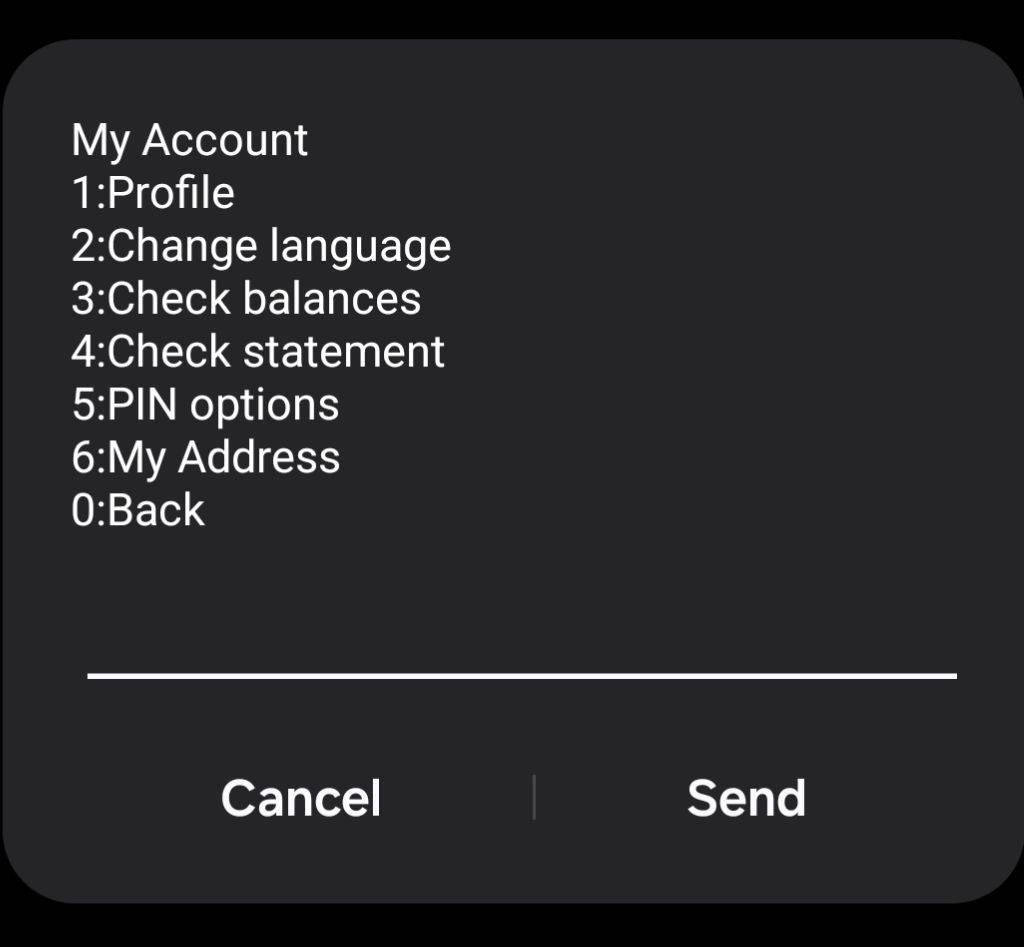 My Account
1:Profile
2:Change language
3:Check balances
4:Check statement
5:PIN options
6:My Address
0:Back
Cancel
Send